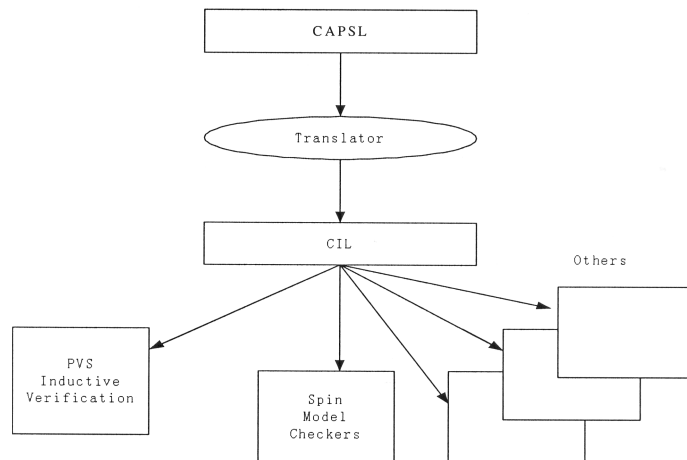 CAPSL
Translator
CIL
Others
PVS
Inductive
Verification
Spin
Model
Checkers